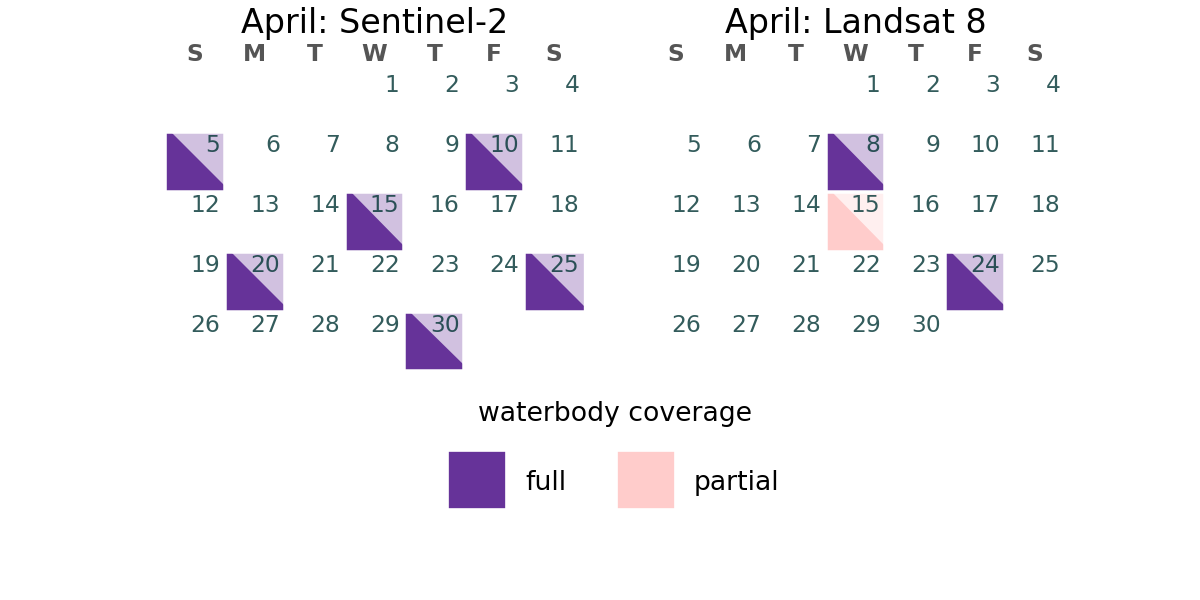 April: Sentinel-2
S M T W T F S
1 2 3 4
5 6 7 8 9 10 11
12 13 14 15 16 17 18
19 20 21 22 23 24 25
26 27 28 29 30
April: Landsat 8
S M T W T F S
1 2 3 4
5 6 7 8 9 10 11
12 13 14 15 16 17 18
19 20 21 22 23 24 25
26 27 28 29 30
waterbody coverage
full
partial